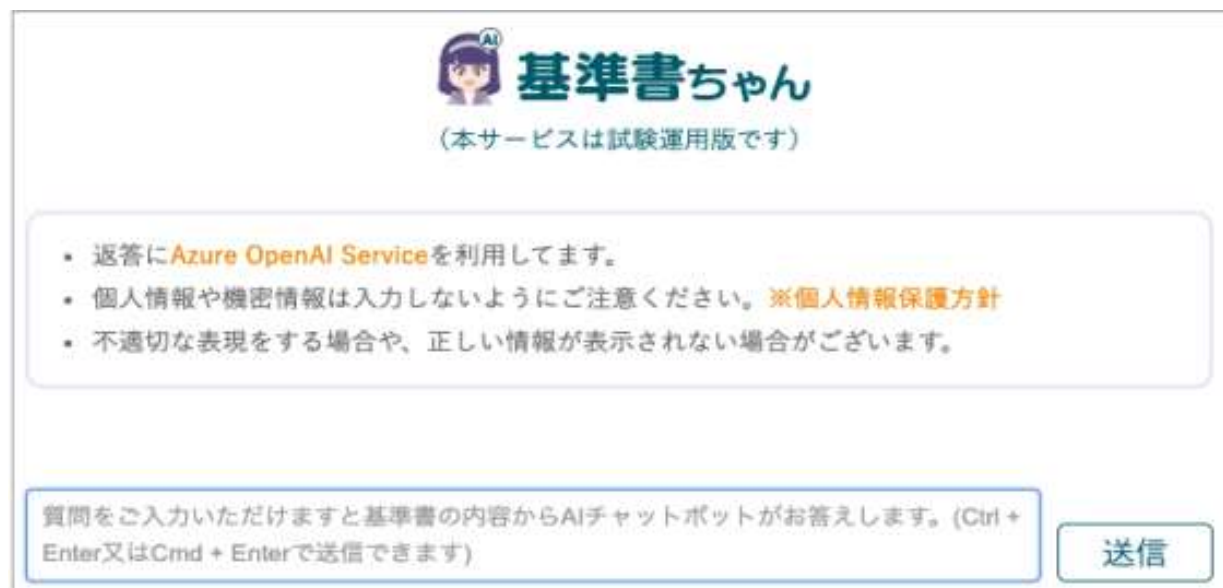 AI
基準書ちゃん
（本サービスは試験運用版です）
• 返答にAzure OpenAI Serviceを利用してます。
• 個人情報や機密情報は入力しないようにご注意ください。※個人情報保護方針
• 不適切な表現をする場合や、正しい情報が表示されない場合がございます。
質問をご入力いただけますと基準書の内容からAIチャットボットがお答えします。(Ctrl +
Enter又はCmd + Enterで送信できます)
送信